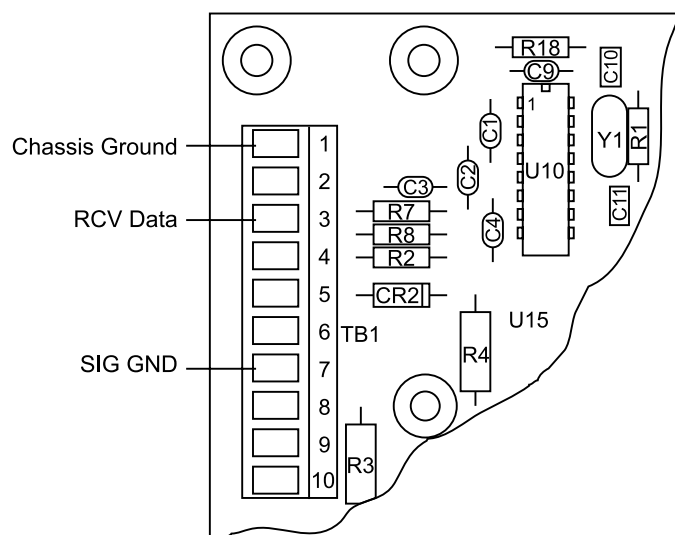 Chassis Ground
RCV Data
SIG GND
1
2
3
4
5
6
7
8
9
10
TB1
R18
C9
C10
1
U10
Y1
R1
C11
C1
C2
C3
C4
R7
R8
R2
CR2
U15
R4
R3